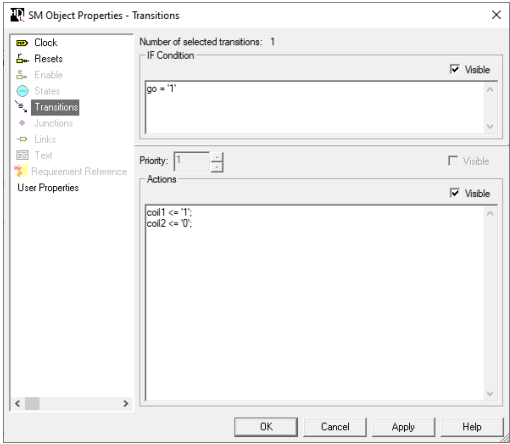 SM Object Properties - Transitions
Clock
Resets
Enable
States
Transitions
Junctions
Links
Text
Requirement Reference
User Properties
Number of selected transitions: 1
IF Condition
Visible
go = '1'
Priority: 1
Visible
Actions
Visible
coil1 <= '1';
coil2 <= '0';
OK
Cancel
Apply
Help